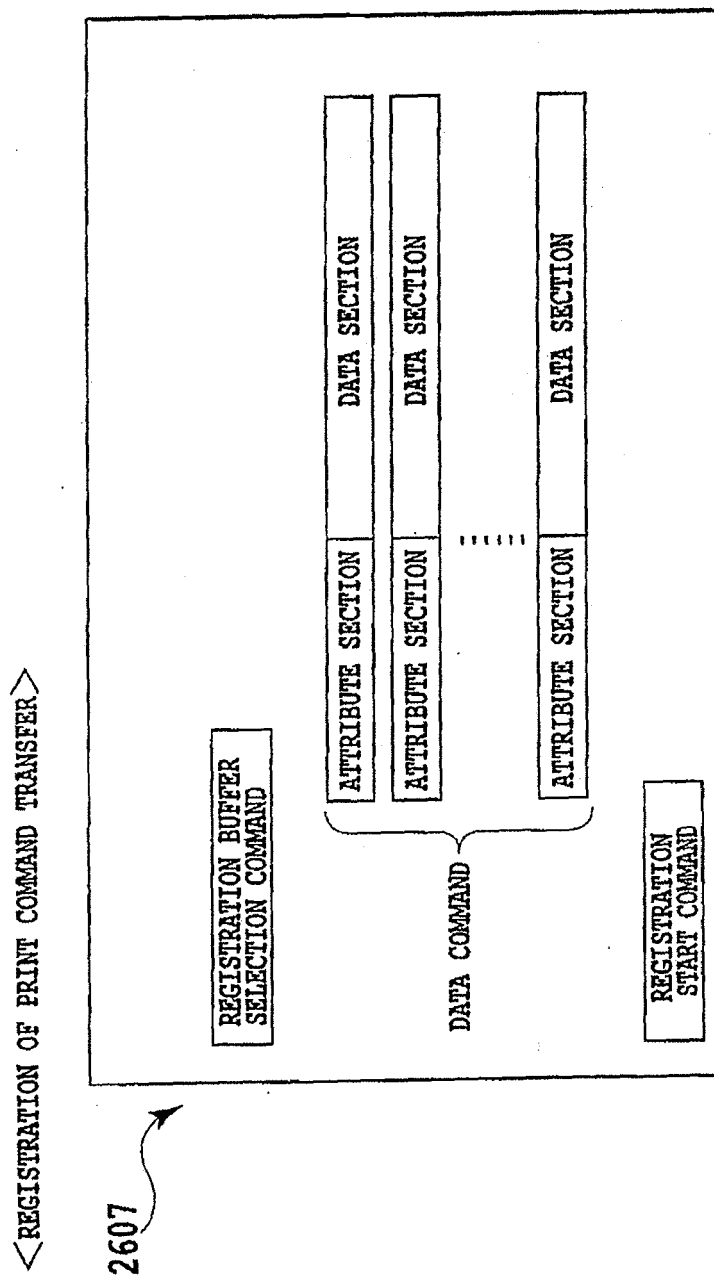 <REGISTRATION OF PRINT COMMAND TRANSFER>
2607
REGISTRATION BUFFER
SELECTION COMMAND
DATA COMMAND
ATTRIBUTE SECTION DATA SECTION
ATTRIBUTE SECTION DATA SECTION
ATTRIBUTE SECTION DATA SECTION
REGISTRATION
START COMMAND